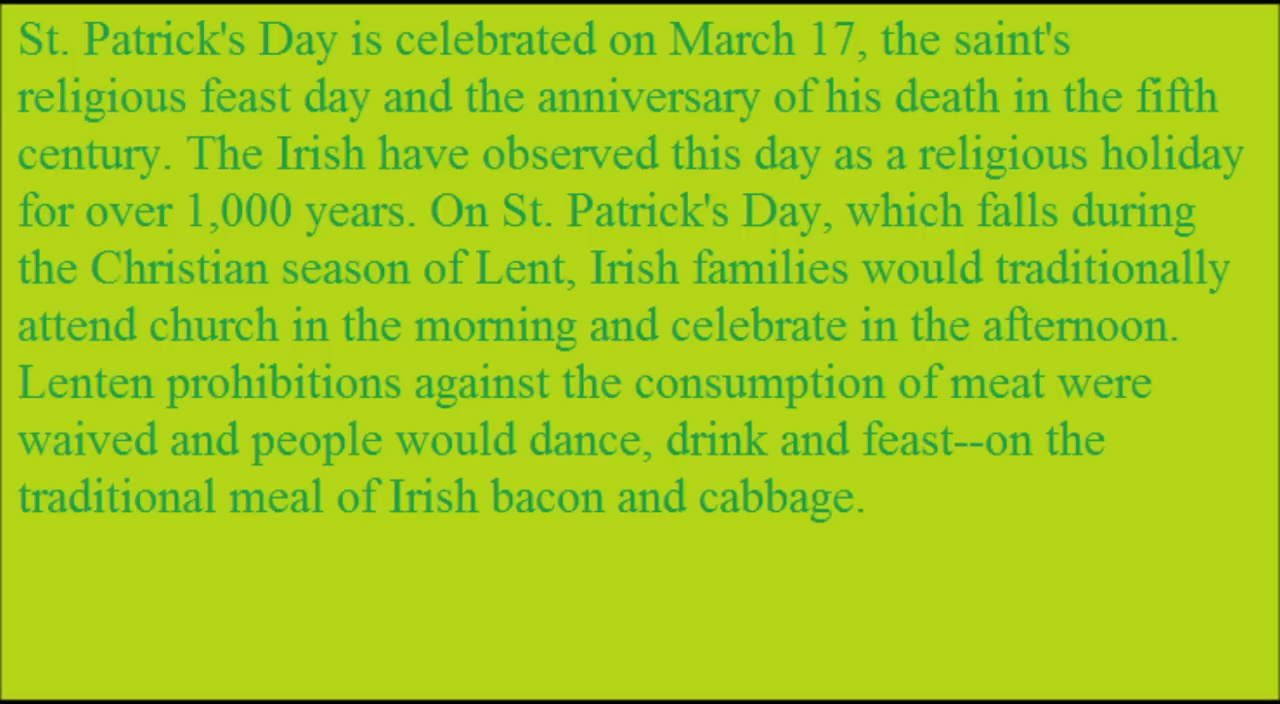 St. Patrick's Day is celebrated on March 17, the saint's
religious feast day and the anniversary of his death in the fifth
century. The Irish have observed this day as a religious holiday
for over 1,000 years. On St. Patrick's Day, which falls during
the Christian season of Lent, Irish families would traditionally
attend church in the morning and celebrate in the afternoon.
Lenten prohibitions against the consumption of meat were
waived and people would dance, drink and feast--on the
traditional meal of Irish bacon and cabbage.